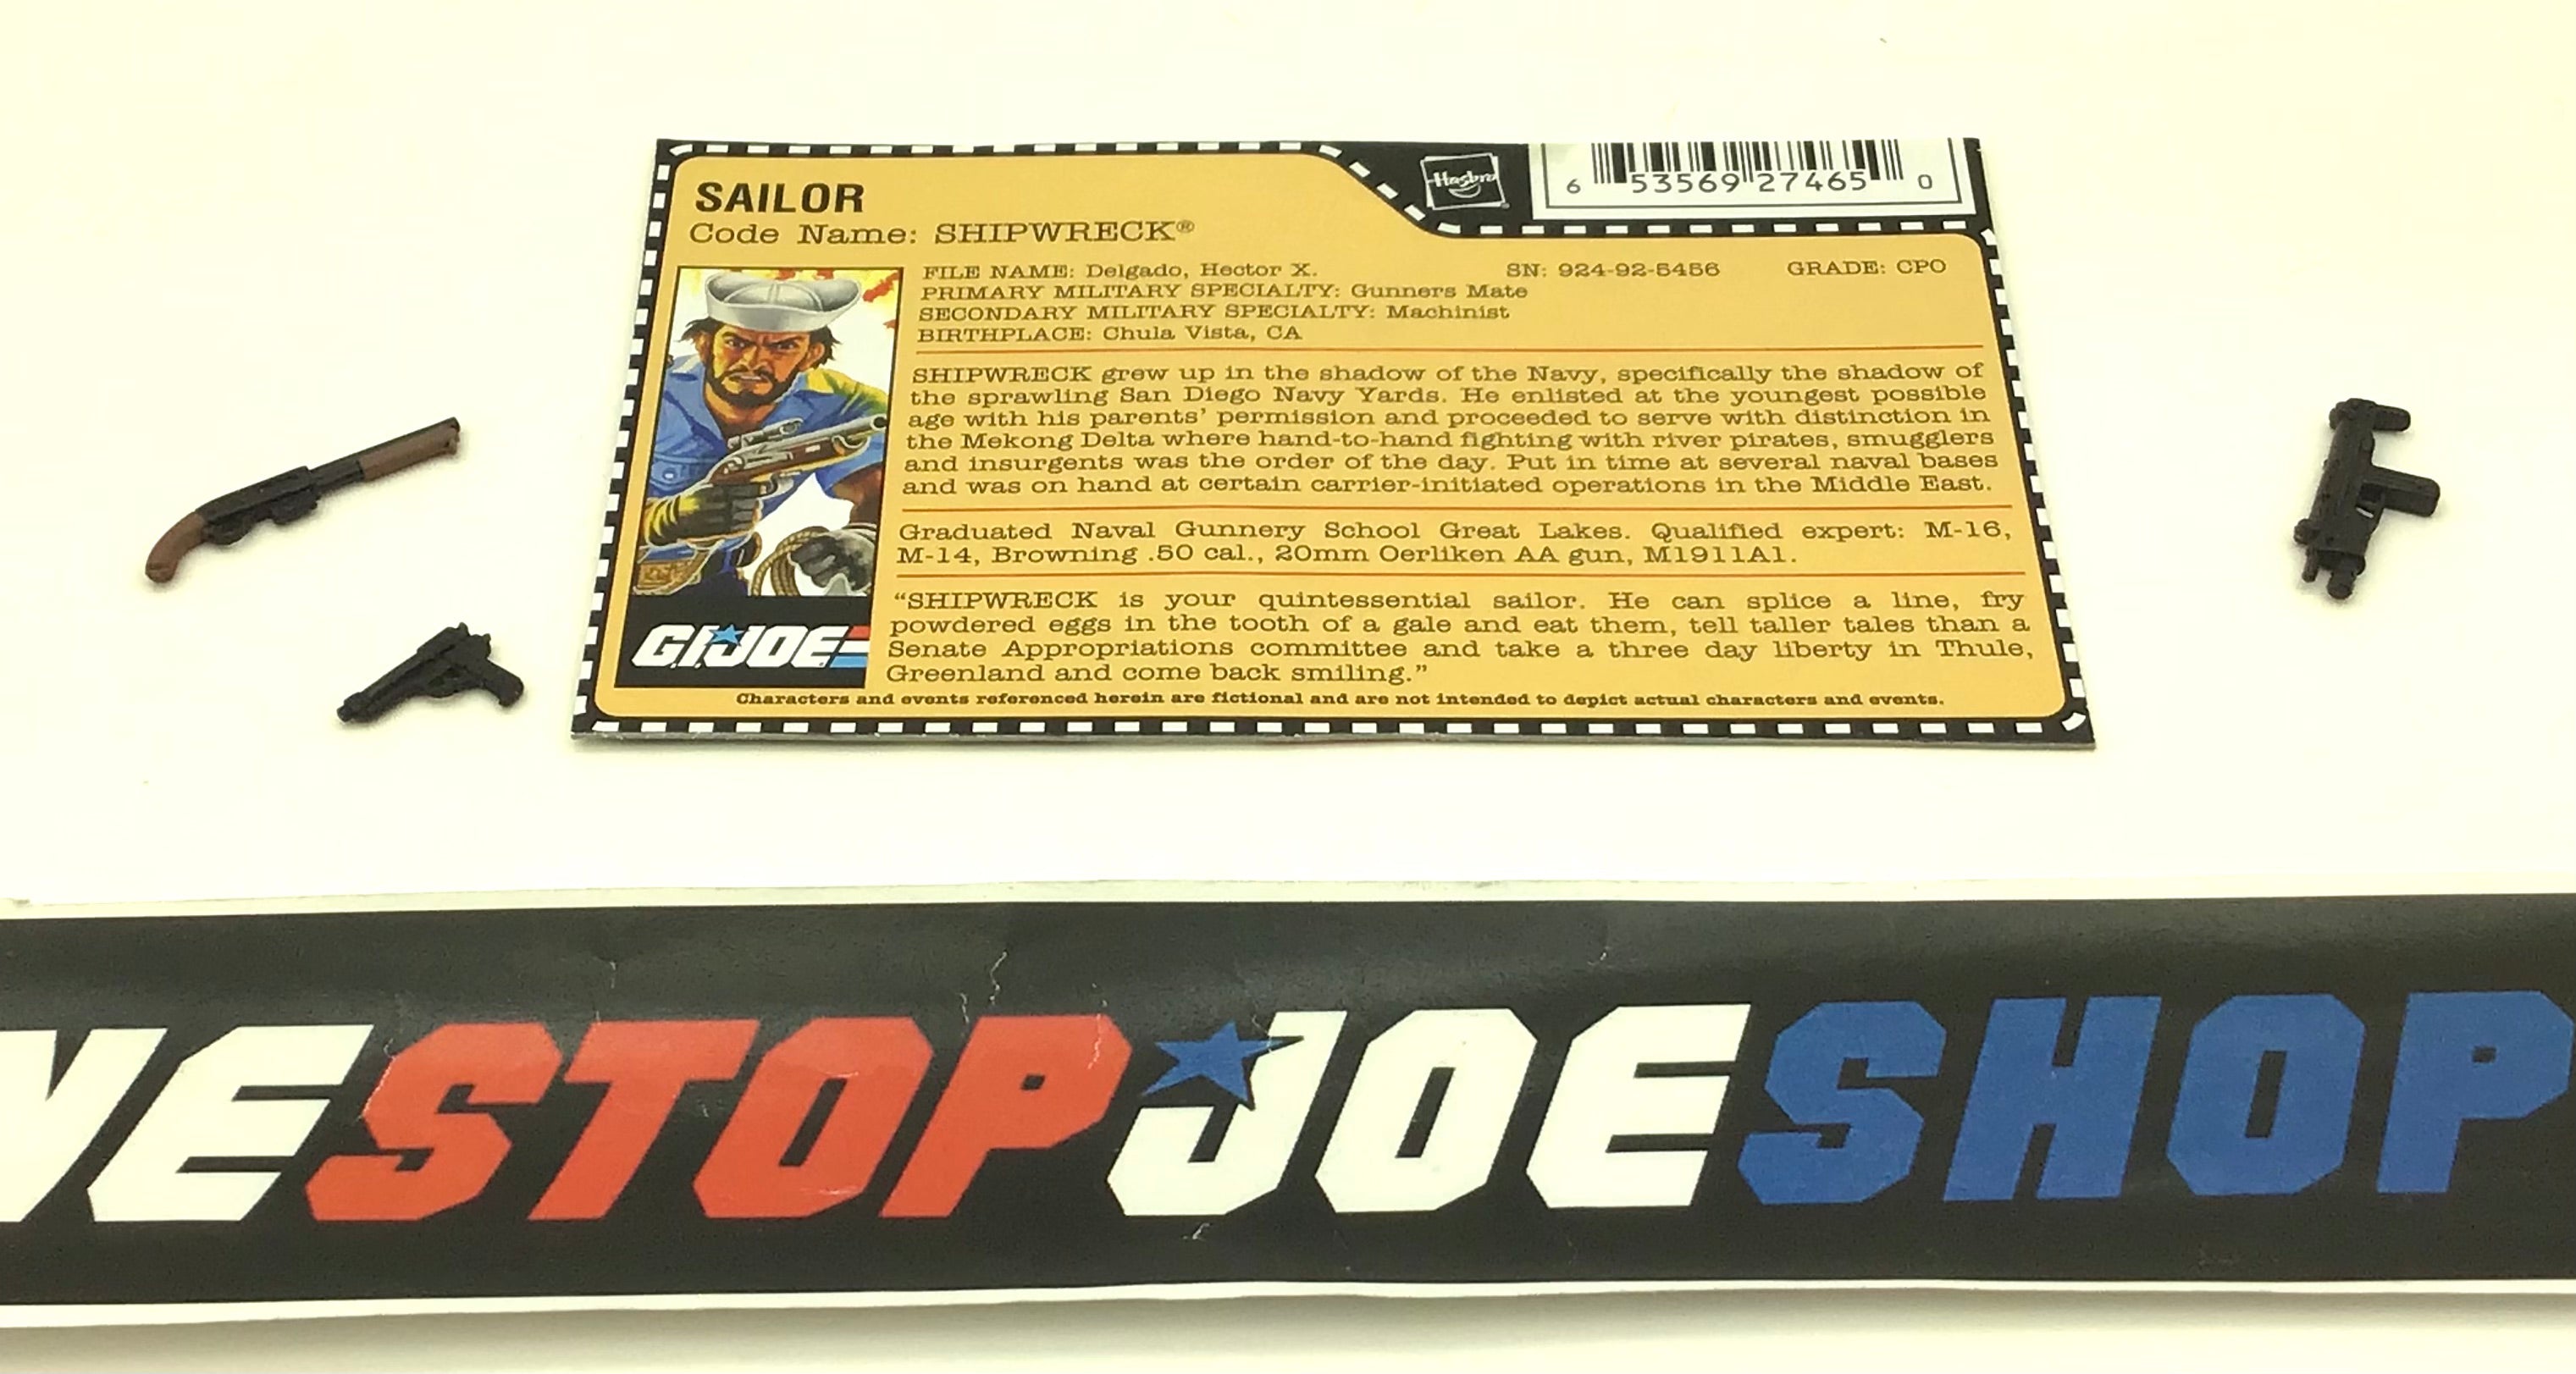 SAILOR
Code Name: SHIPWRECK®
Hasbro
6 53569 27465 0
FILE NAME: Delgado, Hector X. SN: 924-92-5456 GRADE: CPO
PRIMARY MILITARY SPECIALTY: Gunners Mate
SECONDARY MILITARY SPECIALTY: Machinist
BIRTHPLACE: Chula Vista, CA
SHIPWRECK grew up in the shadow of the Navy, specifically the shadow of
the sprawling San Diego Navy Yards. He enlisted at the youngest possible
age with his parents' permission and proceeded to serve with distinction in
the Mekong Delta where hand-to-hand fighting with river pirates, smugglers
and insurgents was the order of the day. Put in time at several naval bases
and was on hand at certain carrier-initiated operations in the Middle East.
Graduated Naval Gunnery School Great Lakes. Qualified expert: M-16,
M-14, Browning .50 cal., 20mm Oerliken AA gun, M1911A1.
"SHIPWRECK is your quintessential sailor. He can splice a line, fry
powdered eggs in the tooth of a gale and eat them, tell taller tales than a
Senate Appropriations committee and take a three day liberty in Thule,
Greenland and come back smiling."
GI JOE
Characters and events referenced herein are fictional and are not intended to depict actual characters and events.
NE STOP JOE SHOP